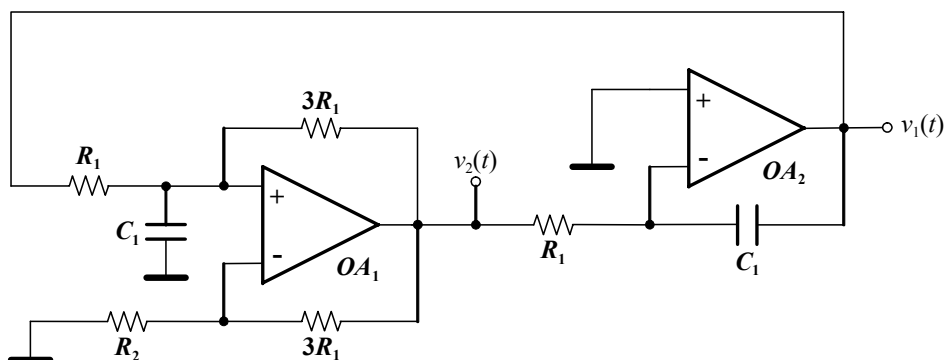 3R₁
R₁
C₁
+
-
OA₁
v₂(t)
R₂
3R₁
R₁
+
-
OA₂
v₁(t)
C₁